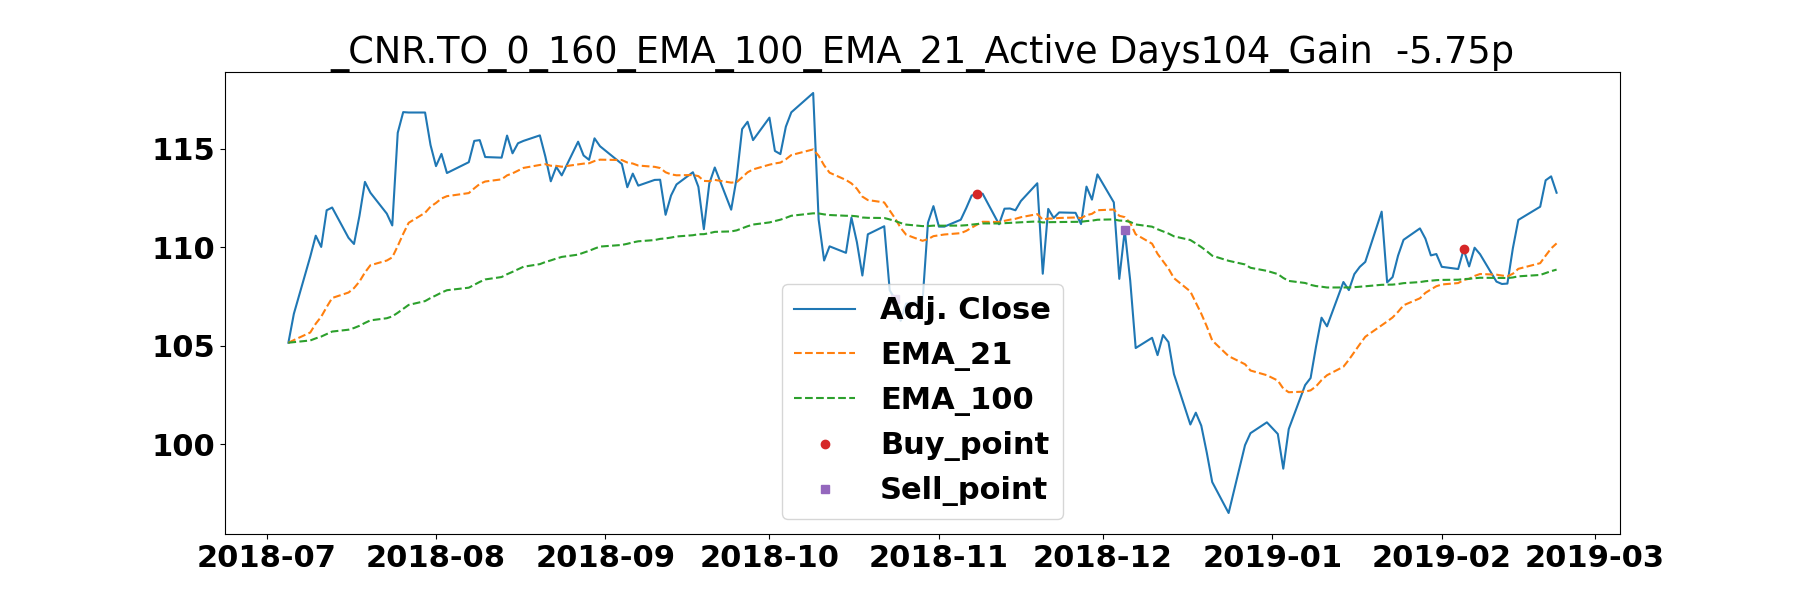 _CNR.TO_0_160_EMA_100_EMA_21_Active Days104_Gain  -5.75p
115
110
105
100
Adj. Close
EMA_21
EMA_100
Buy_point
Sell_point
2018-07 2018-08 2018-09 2018-10 2018-11 2018-12 2019-01 2019-02 2019-03